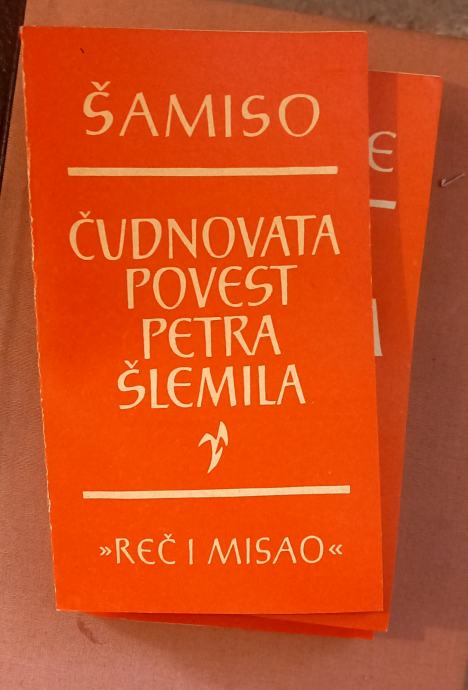 ŠAMISO
ČUDNOVATA
POVEST
PETRA
ŠLEMILA
»REČ I MISAO«